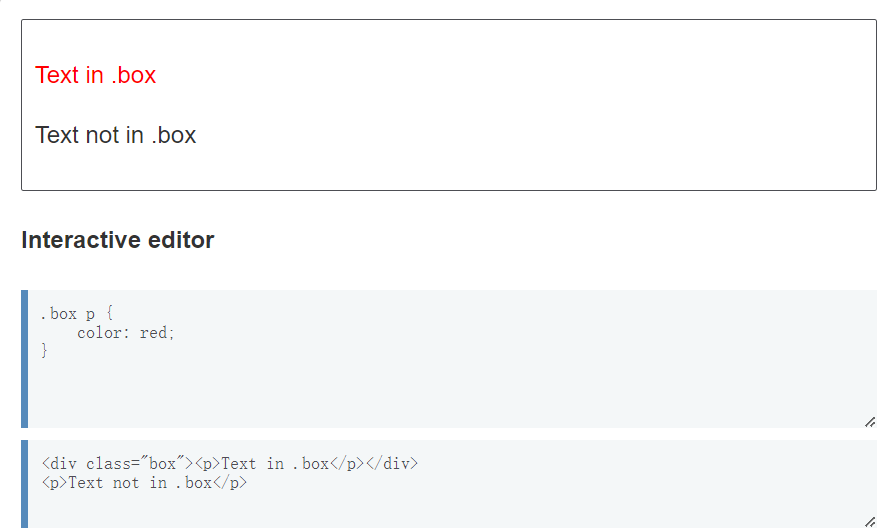 Text in .box
Text not in .box
Interactive editor
.box p {
    color: red;
}
<div class="box"><p>Text in .box</p></div>
<p>Text not in .box</p>